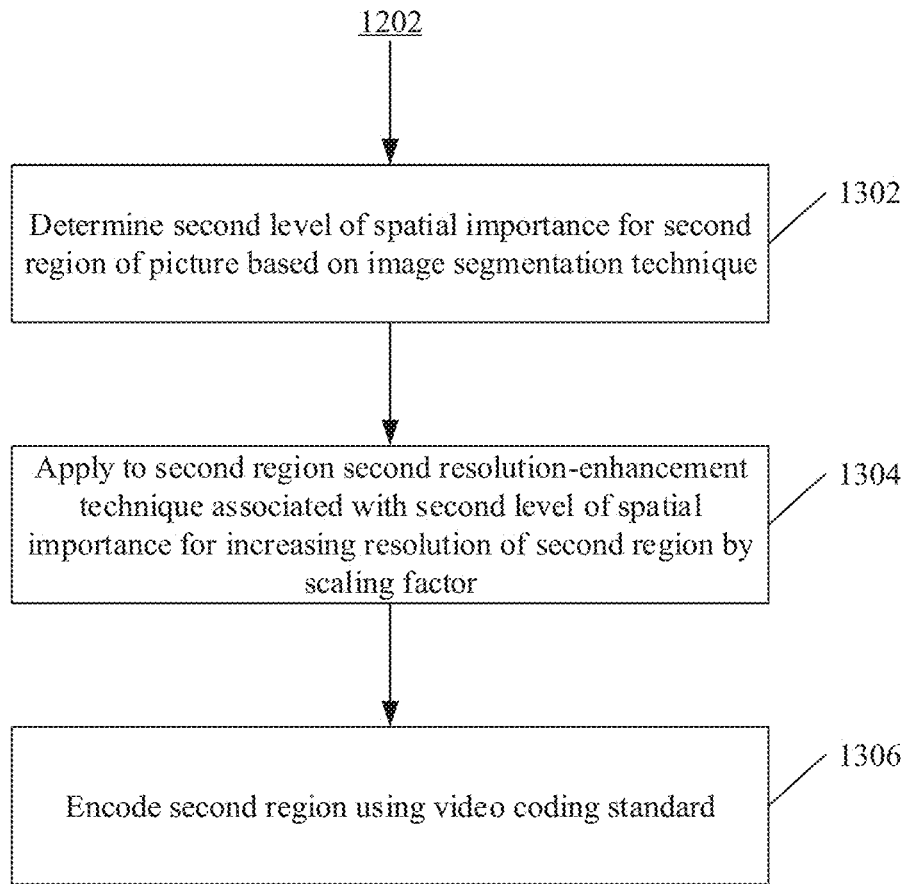 1202
Determine second level of spatial importance for second
region of picture based on image segmentation technique
1302
Apply to second region second resolution-enhancement
technique associated with second level of spatial
importance for increasing resolution of second region by
scaling factor
1304
Encode second region using video coding standard
1306